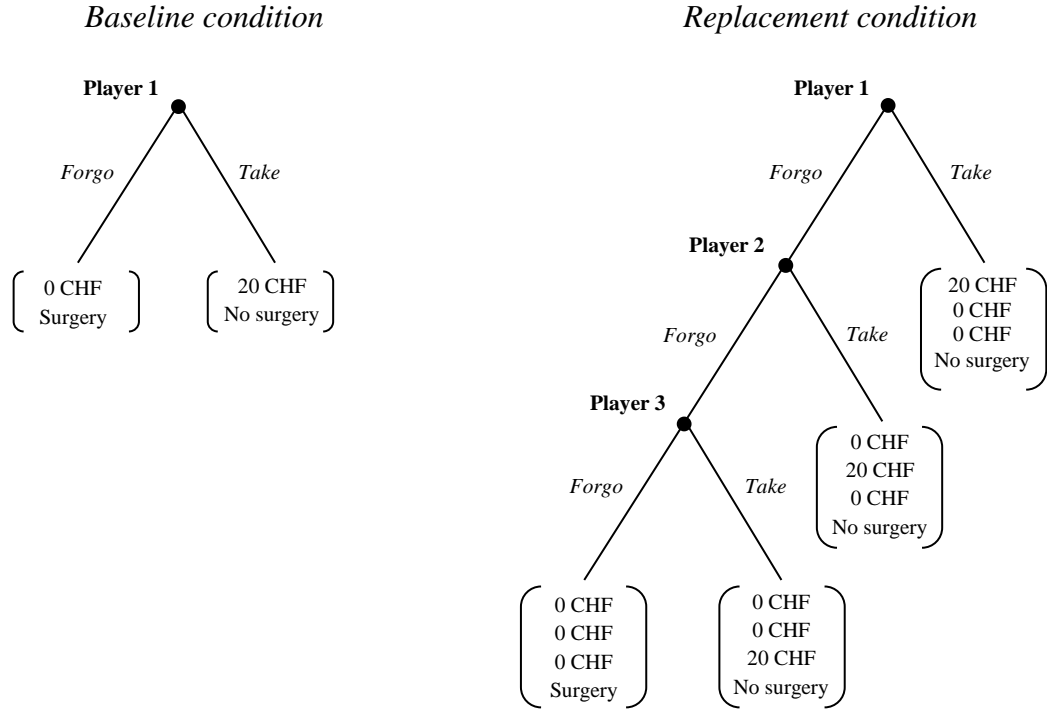 Baseline condition
Player 1
Forgo
Take
0 CHF
Surgery
20 CHF
No surgery
Replacement condition
Player 1
Forgo
Take
Player 2
20 CHF
0 CHF
0 CHF
No surgery
Forgo
Take
Player 3
0 CHF
20 CHF
0 CHF
No surgery
Forgo
Take
0 CHF
0 CHF
0 CHF
Surgery
0 CHF
0 CHF
20 CHF
No surgery